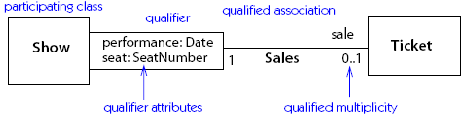 participating class
qualifier
qualified association
Show
performance: Date
seat: SeatNumber
1
Sales
sale
0..1
Ticket
qualifier attributes
qualified multiplicity